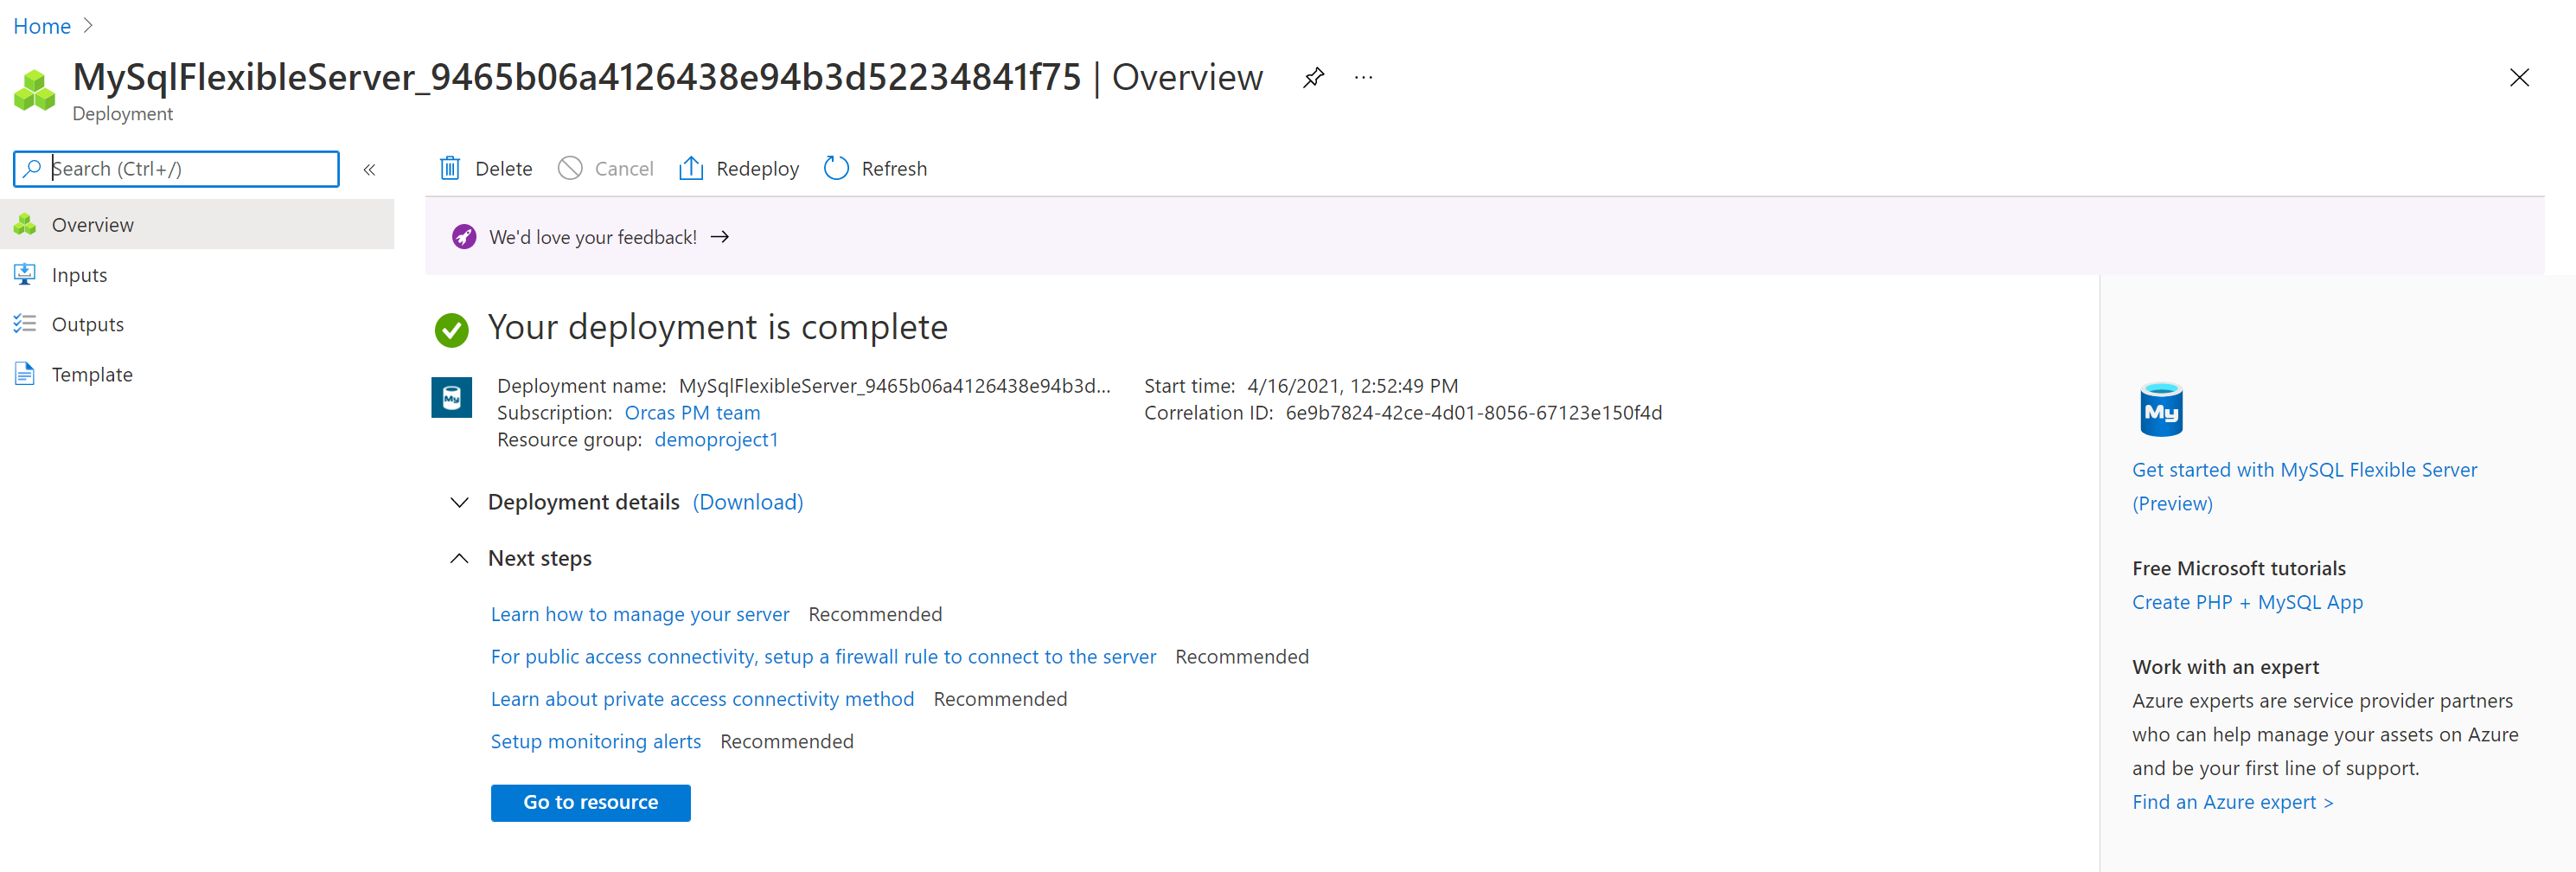 Home >
MySqlFlexibleServer_9465b06a4126438e94b3d52234841f75 | Overview ...
Deployment
Search (Ctrl+/) «
Overview
Inputs
Outputs
Template
Delete Cancel Redeploy Refresh
We'd love your feedback! →
Your deployment is complete
My
Deployment name: MySqlFlexibleServer_9465b06a4126438e94b3d...
Subscription: Orcas PM team
Resource group: demoproject1
Start time: 4/16/2021, 12:52:49 PM
Correlation ID: 6e9b7824-42ce-4d01-8056-67123e150f4d
Deployment details (Download)
Next steps
Learn how to manage your server Recommended
For public access connectivity, setup a firewall rule to connect to the server Recommended
Learn about private access connectivity method Recommended
Setup monitoring alerts Recommended
Go to resource
My
Get started with MySQL Flexible Server
(Preview)
Free Microsoft tutorials
Create PHP + MySQL App
Work with an expert
Azure experts are service provider partners
who can help manage your assets on Azure
and be your first line of support.
Find an Azure expert >